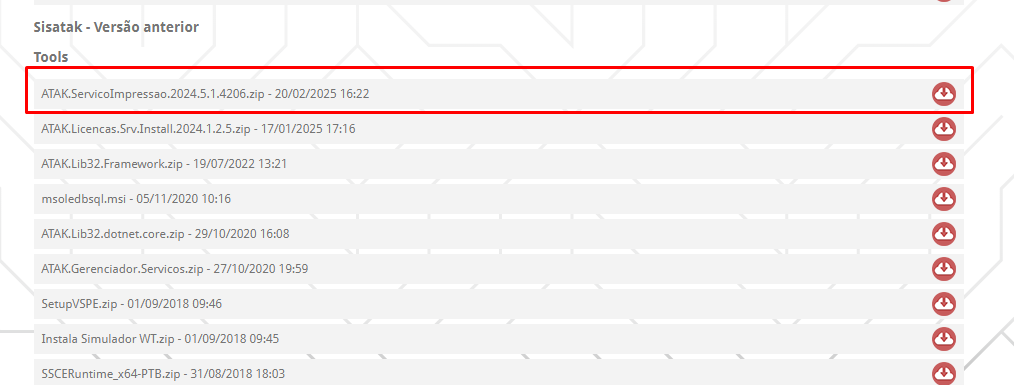 Sisatak - Versão anterior
Tools
ATAK.ServicoImpressao.2024.5.1.4206.zip - 20/02/2025 16:22
ATAK.Licencas.Srv.Install.2024.1.2.5.zip - 17/01/2025 17:16
ATAK.Lib32.Framework.zip - 19/07/2022 13:21
msoledbsql.msi - 05/11/2020 10:16
ATAK.Lib32.dotnet.core.zip - 29/10/2020 16:08
ATAK.Gerenciador.Servicos.zip - 27/10/2020 19:59
SetupVSPE.zip - 01/09/2018 09:46
Instala Simulador WT.zip - 01/09/2018 09:45
SSCERuntime_x64-PTB.zip - 31/08/2018 18:03